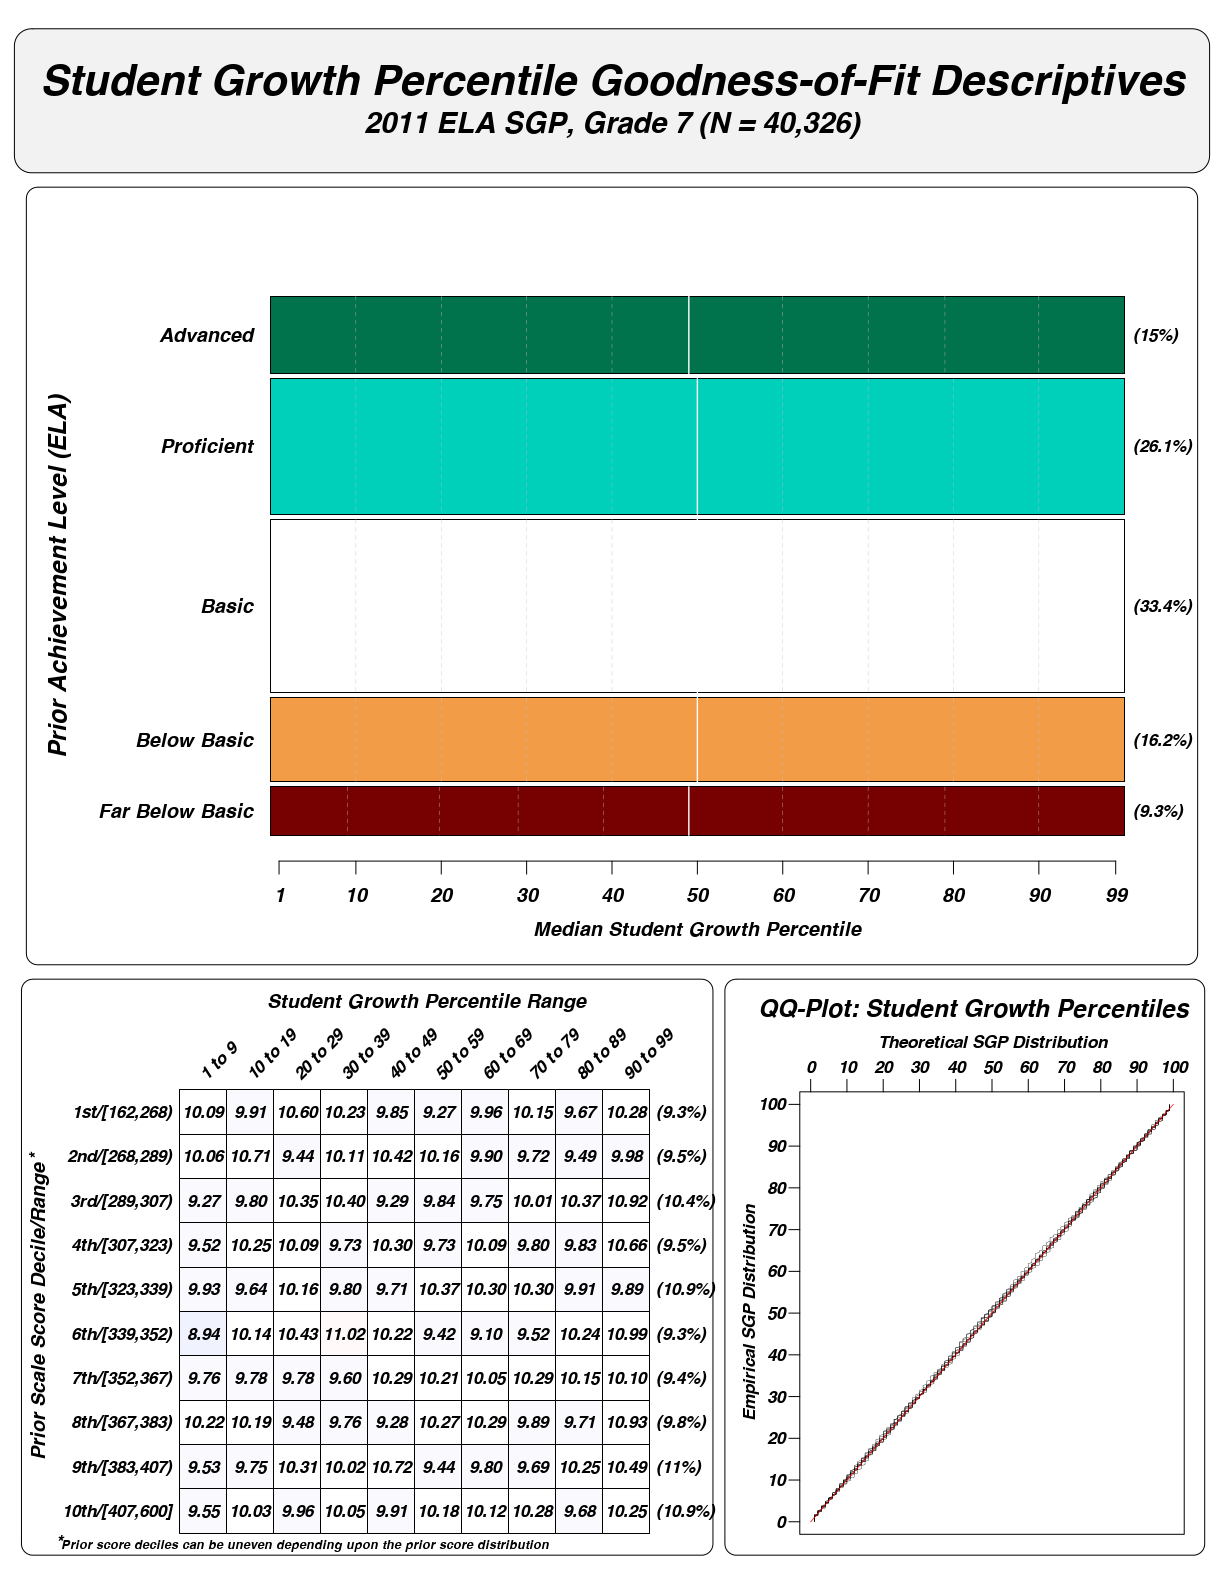 Student Growth Percentile Goodness-of-Fit Descriptives
2011 ELA SGP, Grade 7 (N = 40,326)
Prior Achievement Level (ELA)
Advanced (15%)
Proficient (26.1%)
Basic (33.4%)
Below Basic (16.2%)
Far Below Basic (9.3%)
1 10 20 30 40 50 60 70 80 90 99
Median Student Growth Percentile
Student Growth Percentile Range
1 to 9 10 to 19 20 to 29 30 to 39 40 to 49 50 to 59 60 to 69 70 to 79 80 to 89 90 to 99
Prior Scale Score Decile/Range*
1st/[162,268) 10.09 9.91 10.60 10.23 9.85 9.27 9.96 10.15 9.67 10.28 (9.3%)
2nd/[268,289) 10.06 10.71 9.44 10.11 10.42 10.16 9.90 9.72 9.49 9.98 (9.5%)
3rd/[289,307) 9.27 9.80 10.35 10.40 9.29 9.84 9.75 10.01 10.37 10.92 (10.4%)
4th/[307,323) 9.52 10.25 10.09 9.73 10.30 9.73 10.09 9.80 9.83 10.66 (9.5%)
5th/[323,339) 9.93 9.64 10.16 9.80 9.71 10.37 10.30 10.30 9.91 9.89 (10.9%)
6th/[339,352) 8.94 10.14 10.43 11.02 10.22 9.42 9.10 9.52 10.24 10.99 (9.3%)
7th/[352,367) 9.76 9.78 9.78 9.60 10.29 10.21 10.05 10.29 10.15 10.10 (9.4%)
8th/[367,383) 10.22 10.19 9.48 9.76 9.28 10.27 10.29 9.89 9.71 10.93 (9.8%)
9th/[383,407) 9.53 9.75 10.31 10.02 10.72 9.44 9.80 9.69 10.25 10.49 (11%)
10th/[407,600] 9.55 10.03 9.96 10.05 9.91 10.18 10.12 10.28 9.68 10.25 (10.9%)
*Prior score deciles can be uneven depending upon the prior score distribution
QQ-Plot: Student Growth Percentiles
Theoretical SGP Distribution
0 10 20 30 40 50 60 70 80 90 100
Empirical SGP Distribution
100
90
80
70
60
50
40
30
20
10
0